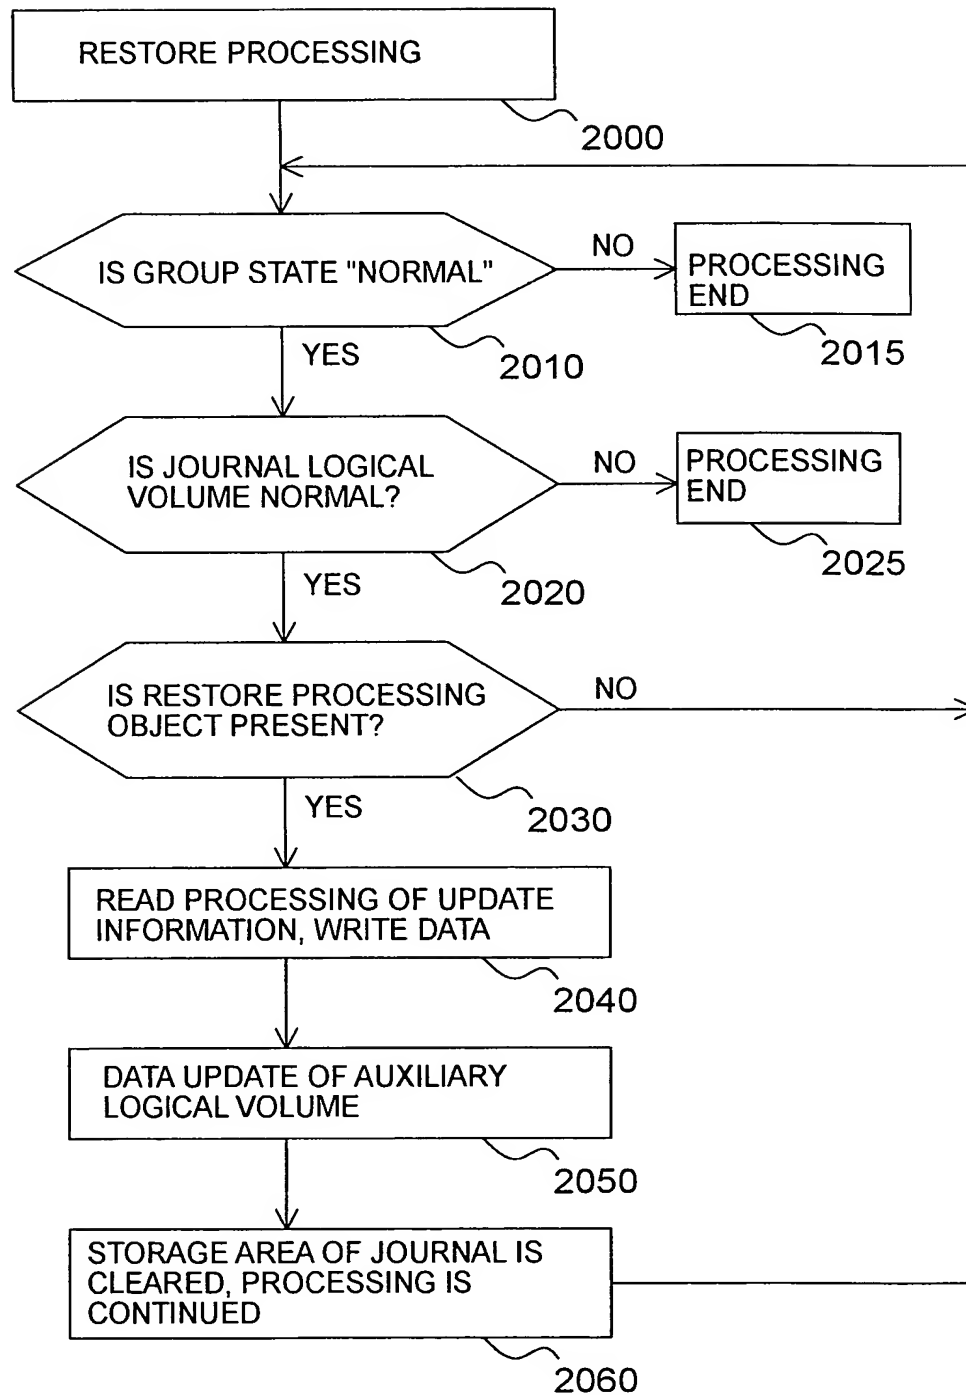 RESTORE PROCESSING
2000
IS GROUP STATE "NORMAL"
NO
PROCESSING
END
2015
YES
2010
IS JOURNAL LOGICAL
VOLUME NORMAL?
NO
PROCESSING
END
2025
YES
2020
IS RESTORE PROCESSING
OBJECT PRESENT?
NO
YES
2030
READ PROCESSING OF UPDATE
INFORMATION, WRITE DATA
2040
DATA UPDATE OF AUXILIARY
LOGICAL VOLUME
2050
STORAGE AREA OF JOURNAL IS
CLEARED, PROCESSING IS
CONTINUED
2060